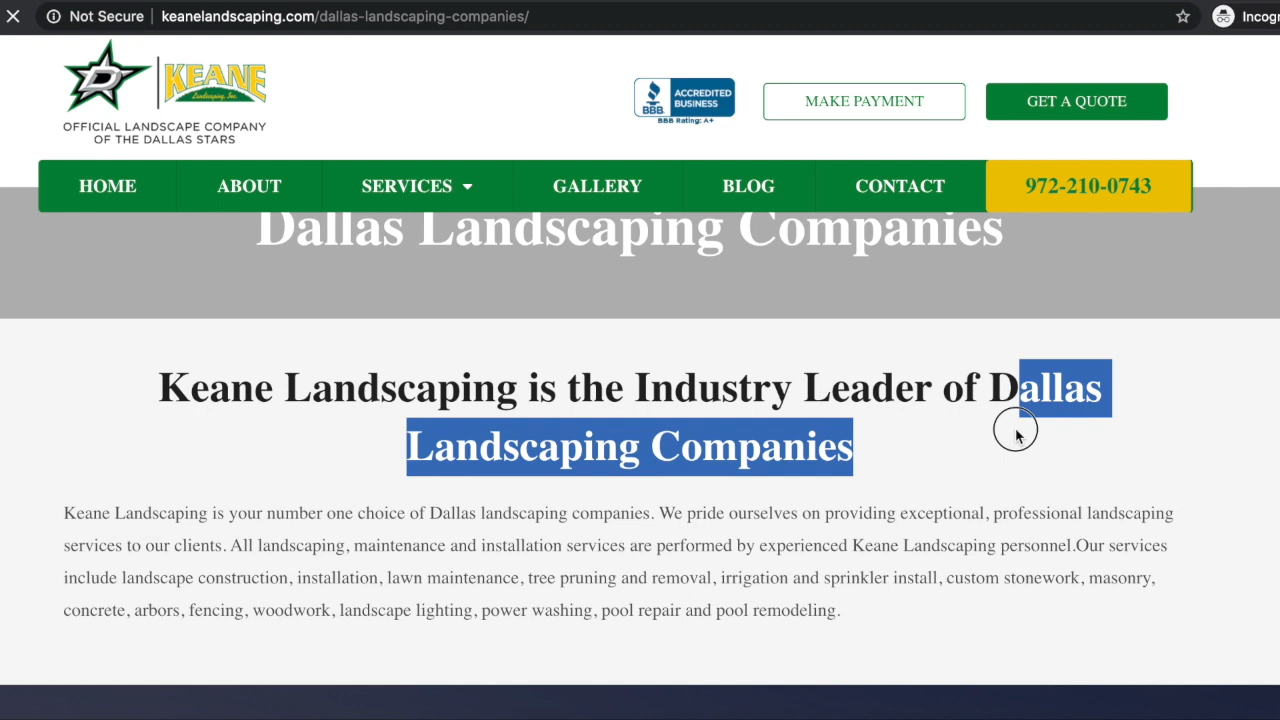 Not Secure | keanelandscaping.com/dallas-landscaping-companies/
Incogn
D
KEANE
Landscaping, Inc.
OFFICIAL LANDSCAPE COMPANY
OF THE DALLAS STARS
BBB
ACCREDITED
BUSINESS
BBB Rating: A+
MAKE PAYMENT
GET A QUOTE
HOME ABOUT SERVICES GALLERY BLOG CONTACT 972-210-0743
Dallas Landscaping Companies
Keane Landscaping is the Industry Leader of Dallas
Landscaping Companies
Keane Landscaping is your number one choice of Dallas landscaping companies. We pride ourselves on providing exceptional, professional landscaping
services to our clients. All landscaping, maintenance and installation services are performed by experienced Keane Landscaping personnel.Our services
include landscape construction, installation, lawn maintenance, tree pruning and removal, irrigation and sprinkler install, custom stonework, masonry,
concrete, arbors, fencing, woodwork, landscape lighting, power washing, pool repair and pool remodeling.